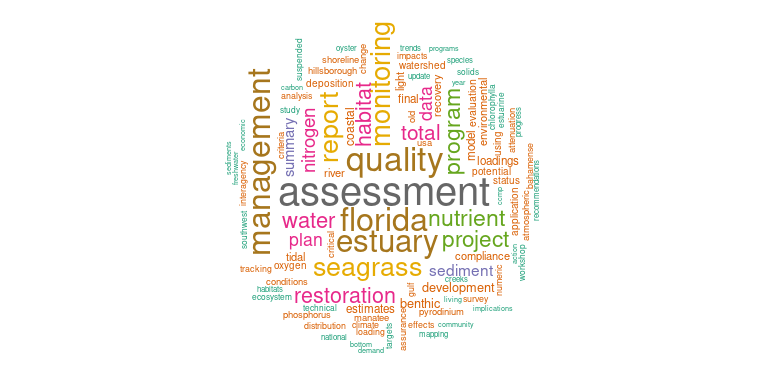 oyster
trends
programs
suspended
shoreline
change
monitoring
impacts
species
hillsborough
watershed
solids
carbon
deposition
light
update
year
analysis
habitat
final
data
recovery
evaluation
environmental
chlorophyll
estuarine
study
report
coastal
old
program
model
using
attenuation
progress
economic
management
criteria
summary
nitrogen
total
usa
sediments
freshwater
interagency
river
quality
loadings
potential
status
bahamense
recommendations
assessment
ccmp
southwest
water
florida
nutrient
application
atmospheric
plan
critical
estuary
project
tidal
compliance
action
workshop
tracking
oxygen
seagrass
sediment
numeric
conditions
creeks
habitats
ecosystem
restoration
gulf
development
benthic
living
survey
technical
estimates
pyrodinium
implications
phosphorus
manatee
distribution
climate
effects
community
loading
targets
assurance
mapping
national
bottom
demand